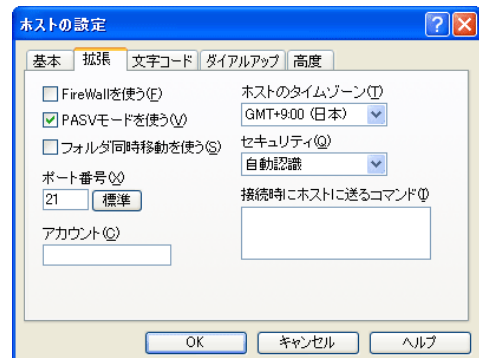 ホストの設定
基本 拡張 文字コード ダイアルアップ 高度
FireWallを使う(F)
PASVモードを使う(V)
フォルダ同時移動を使う(S)
ポート番号(X)
21 標準
アカウント(C)
ホストのタイムゾーン(T)
GMT+9:00 (日本)
セキュリティ(Q)
自動認識
接続時にホストに送るコマンド(I)
OK キャンセル ヘルプ